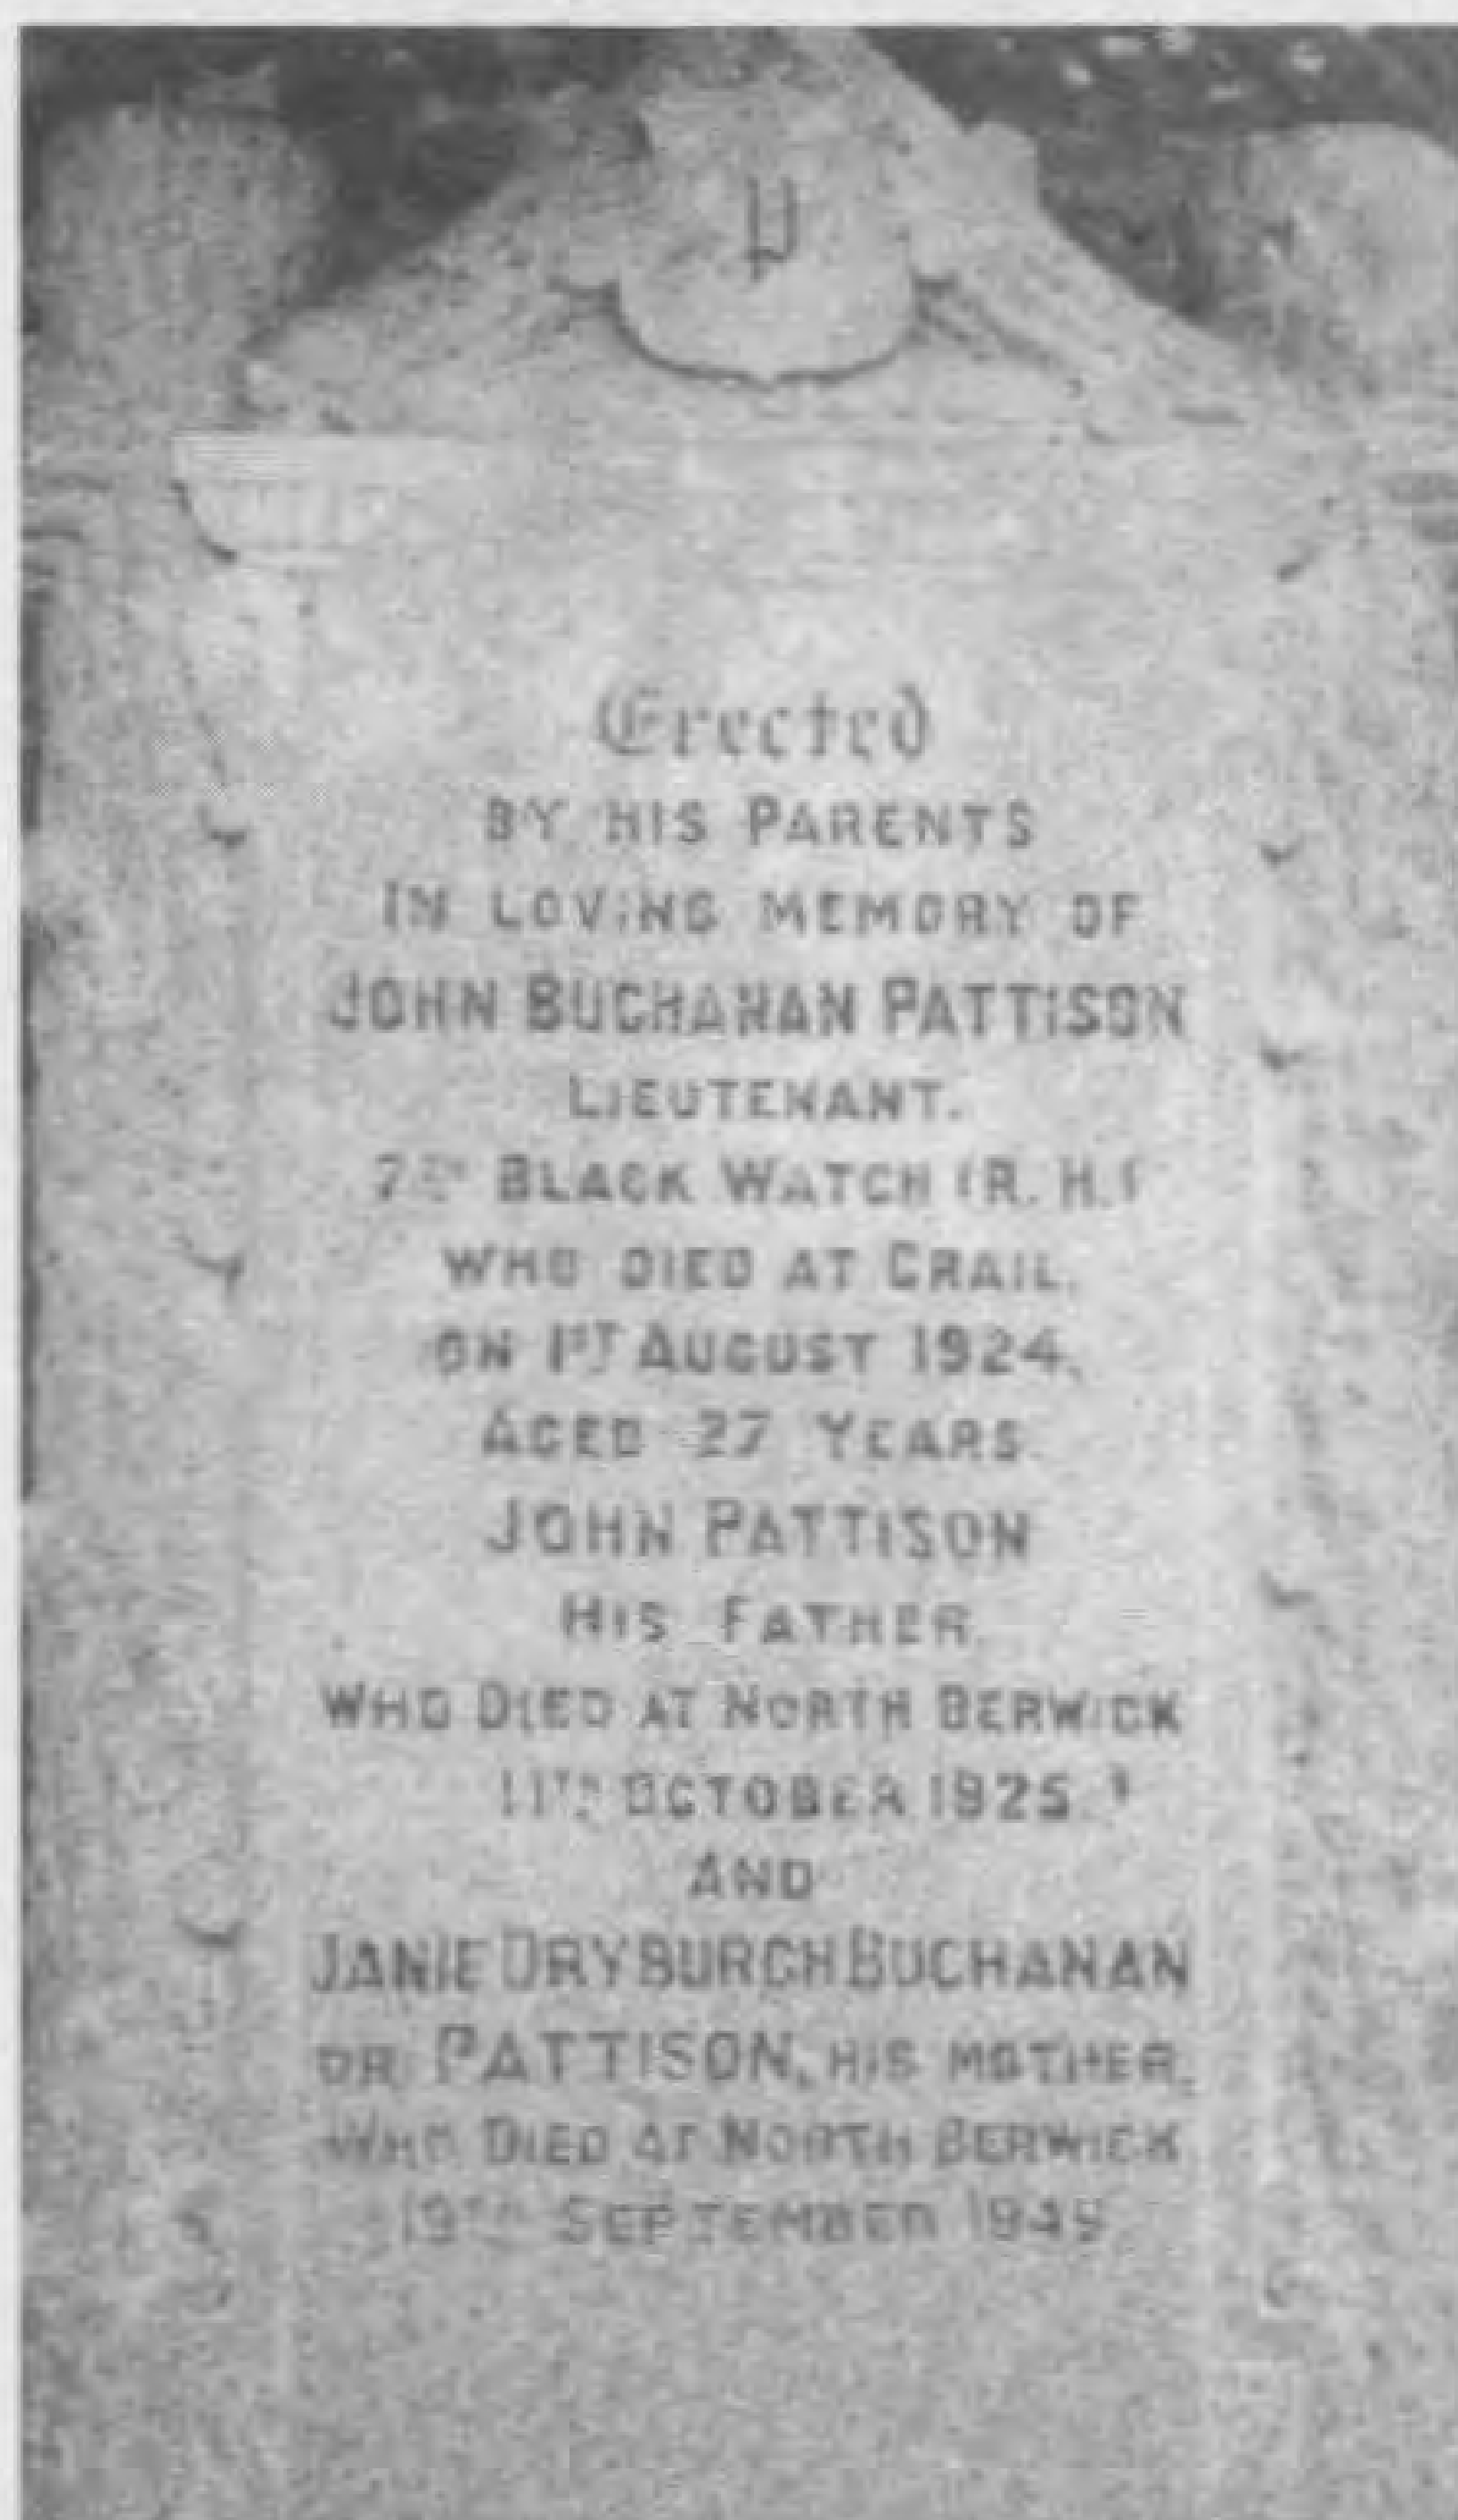 P
Erected
BY HIS PARENTS
IN LOVING MEMORY OF
JOHN BUCHANAN PATTISON
LIEUTENANT.
7TH BLACK WATCH (R.H.)
WHO DIED AT CRAIL,
ON 1ST AUGUST 1924,
AGED 27 YEARS.
JOHN PATTISON
HIS FATHER
WHO DIED AT NORTH BERWICK
11TH OCTOBER 1925.
AND
JANIE DRYBURGH BUCHANAN
OR PATTISON, HIS MOTHER,
WHO DIED AT NORTH BERWICK
19TH SEPTEMBER 1949